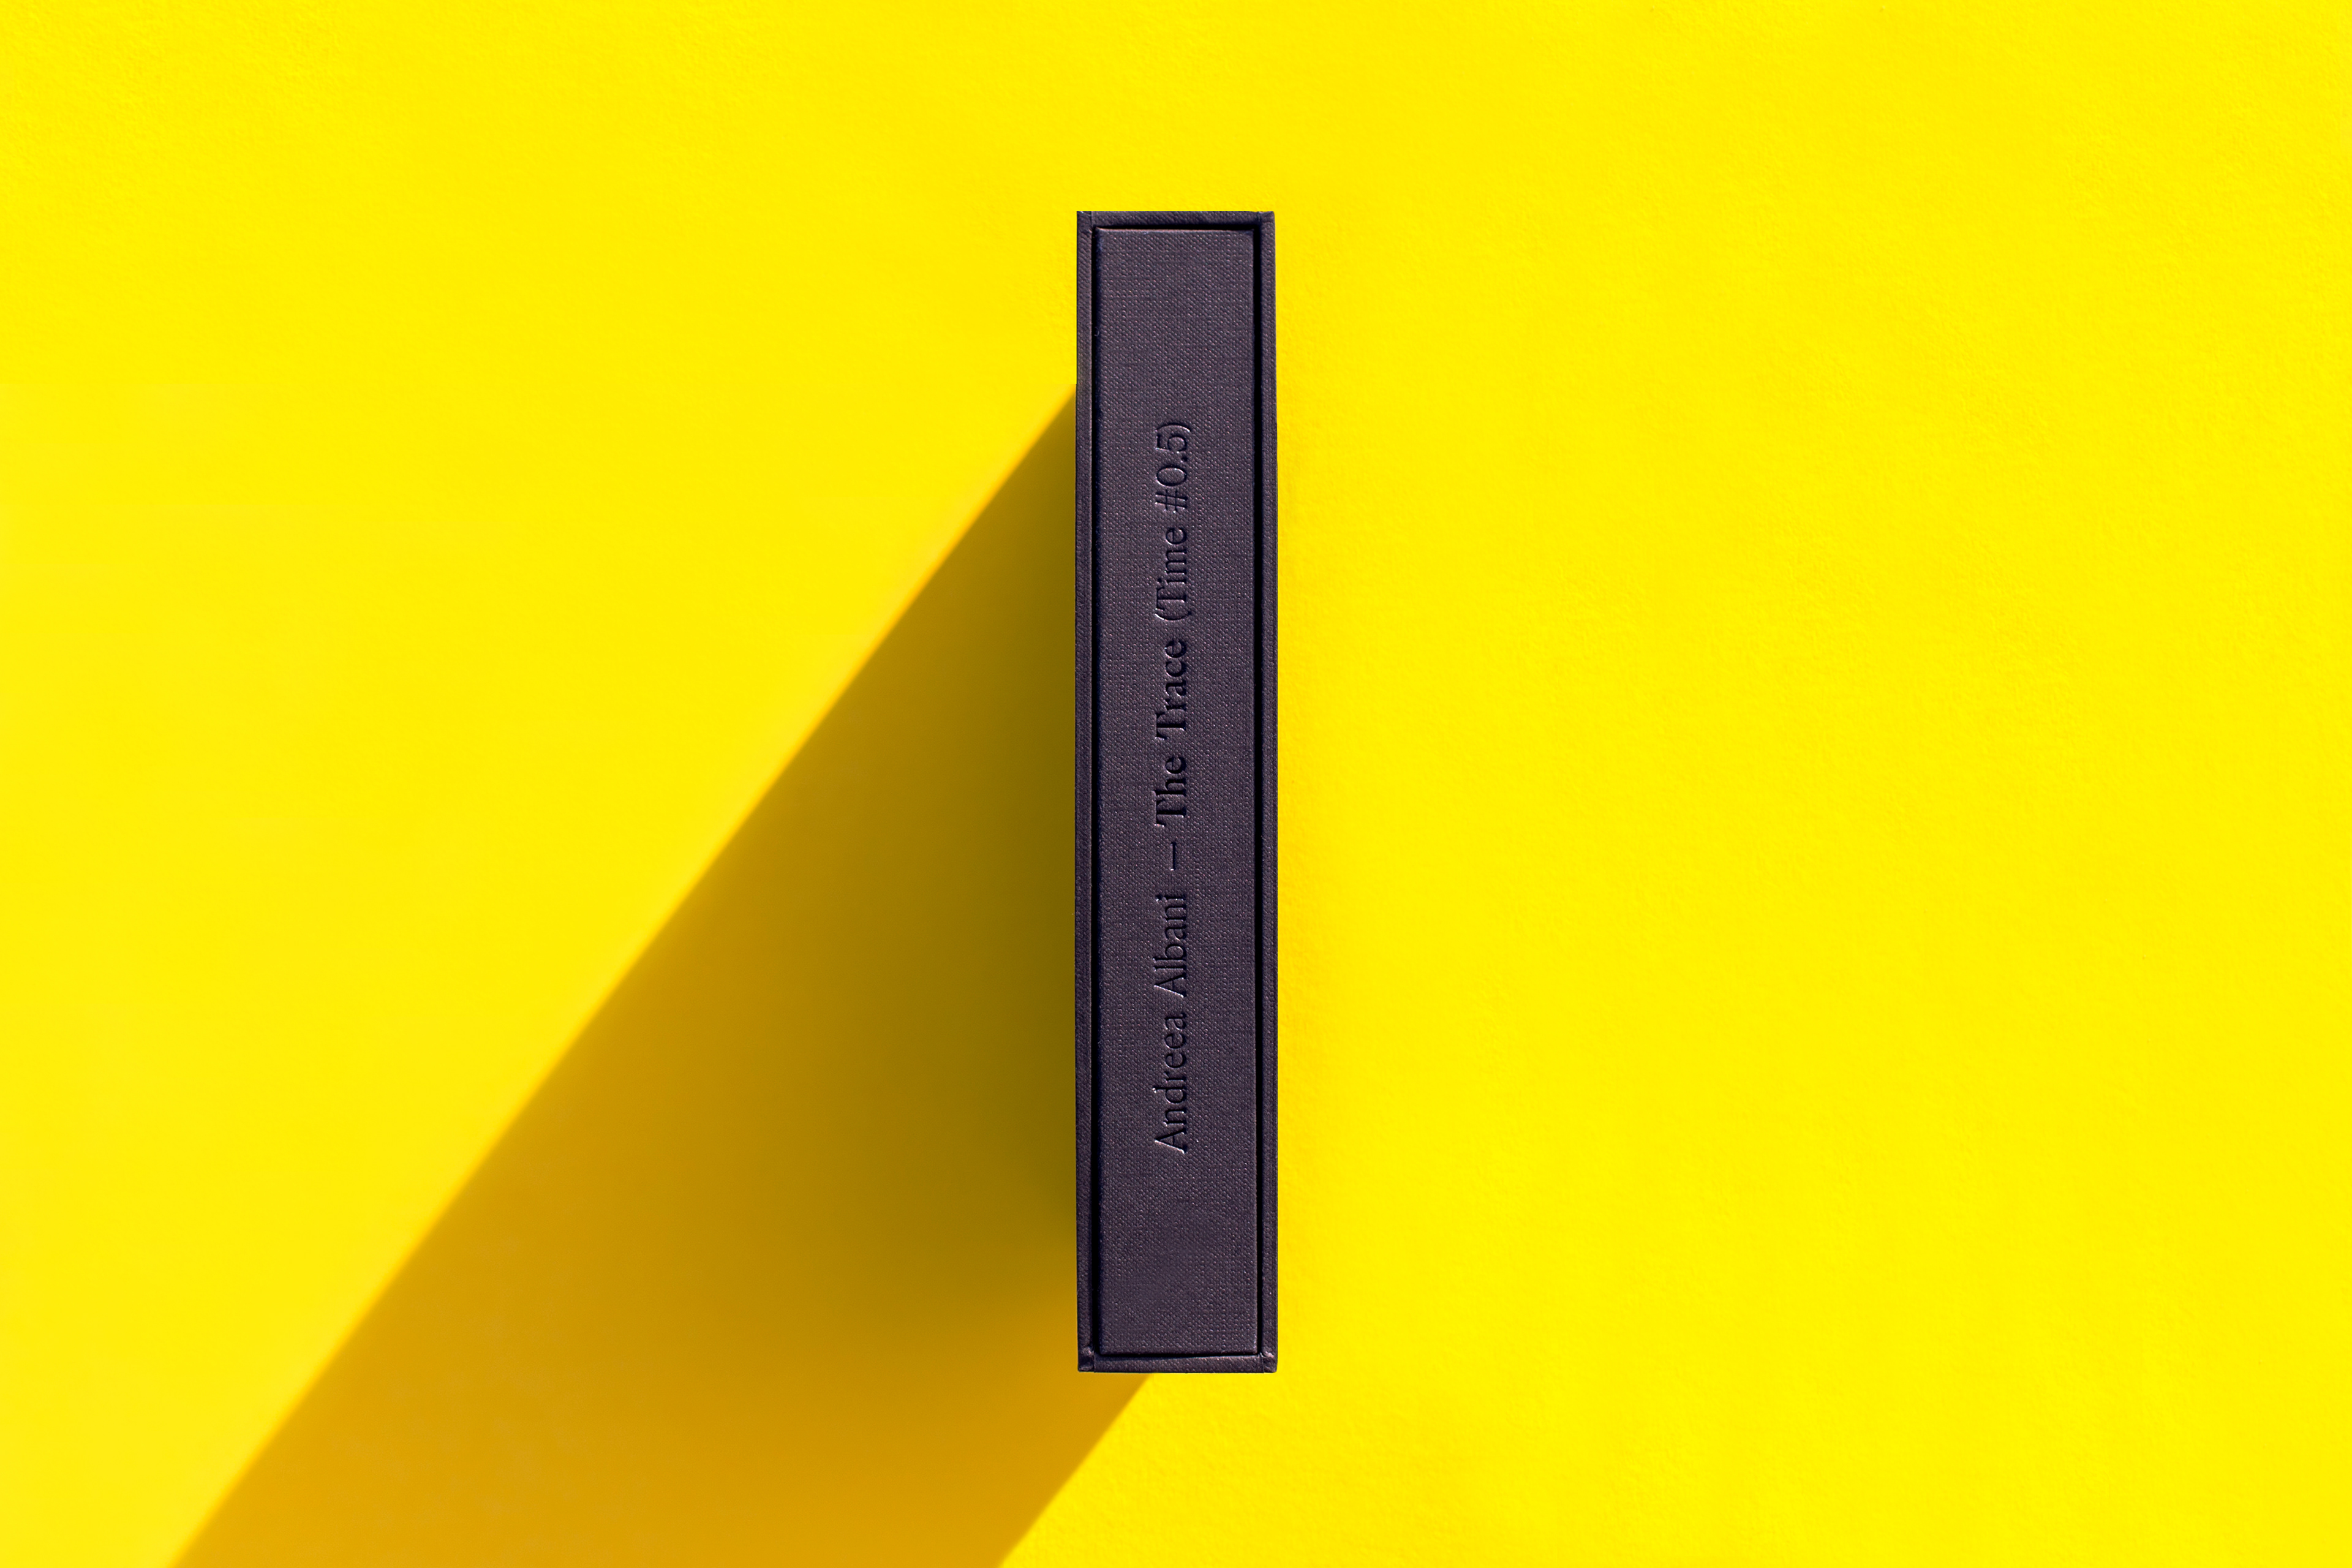 Andreea Albani — The Trace (Time #0.5)